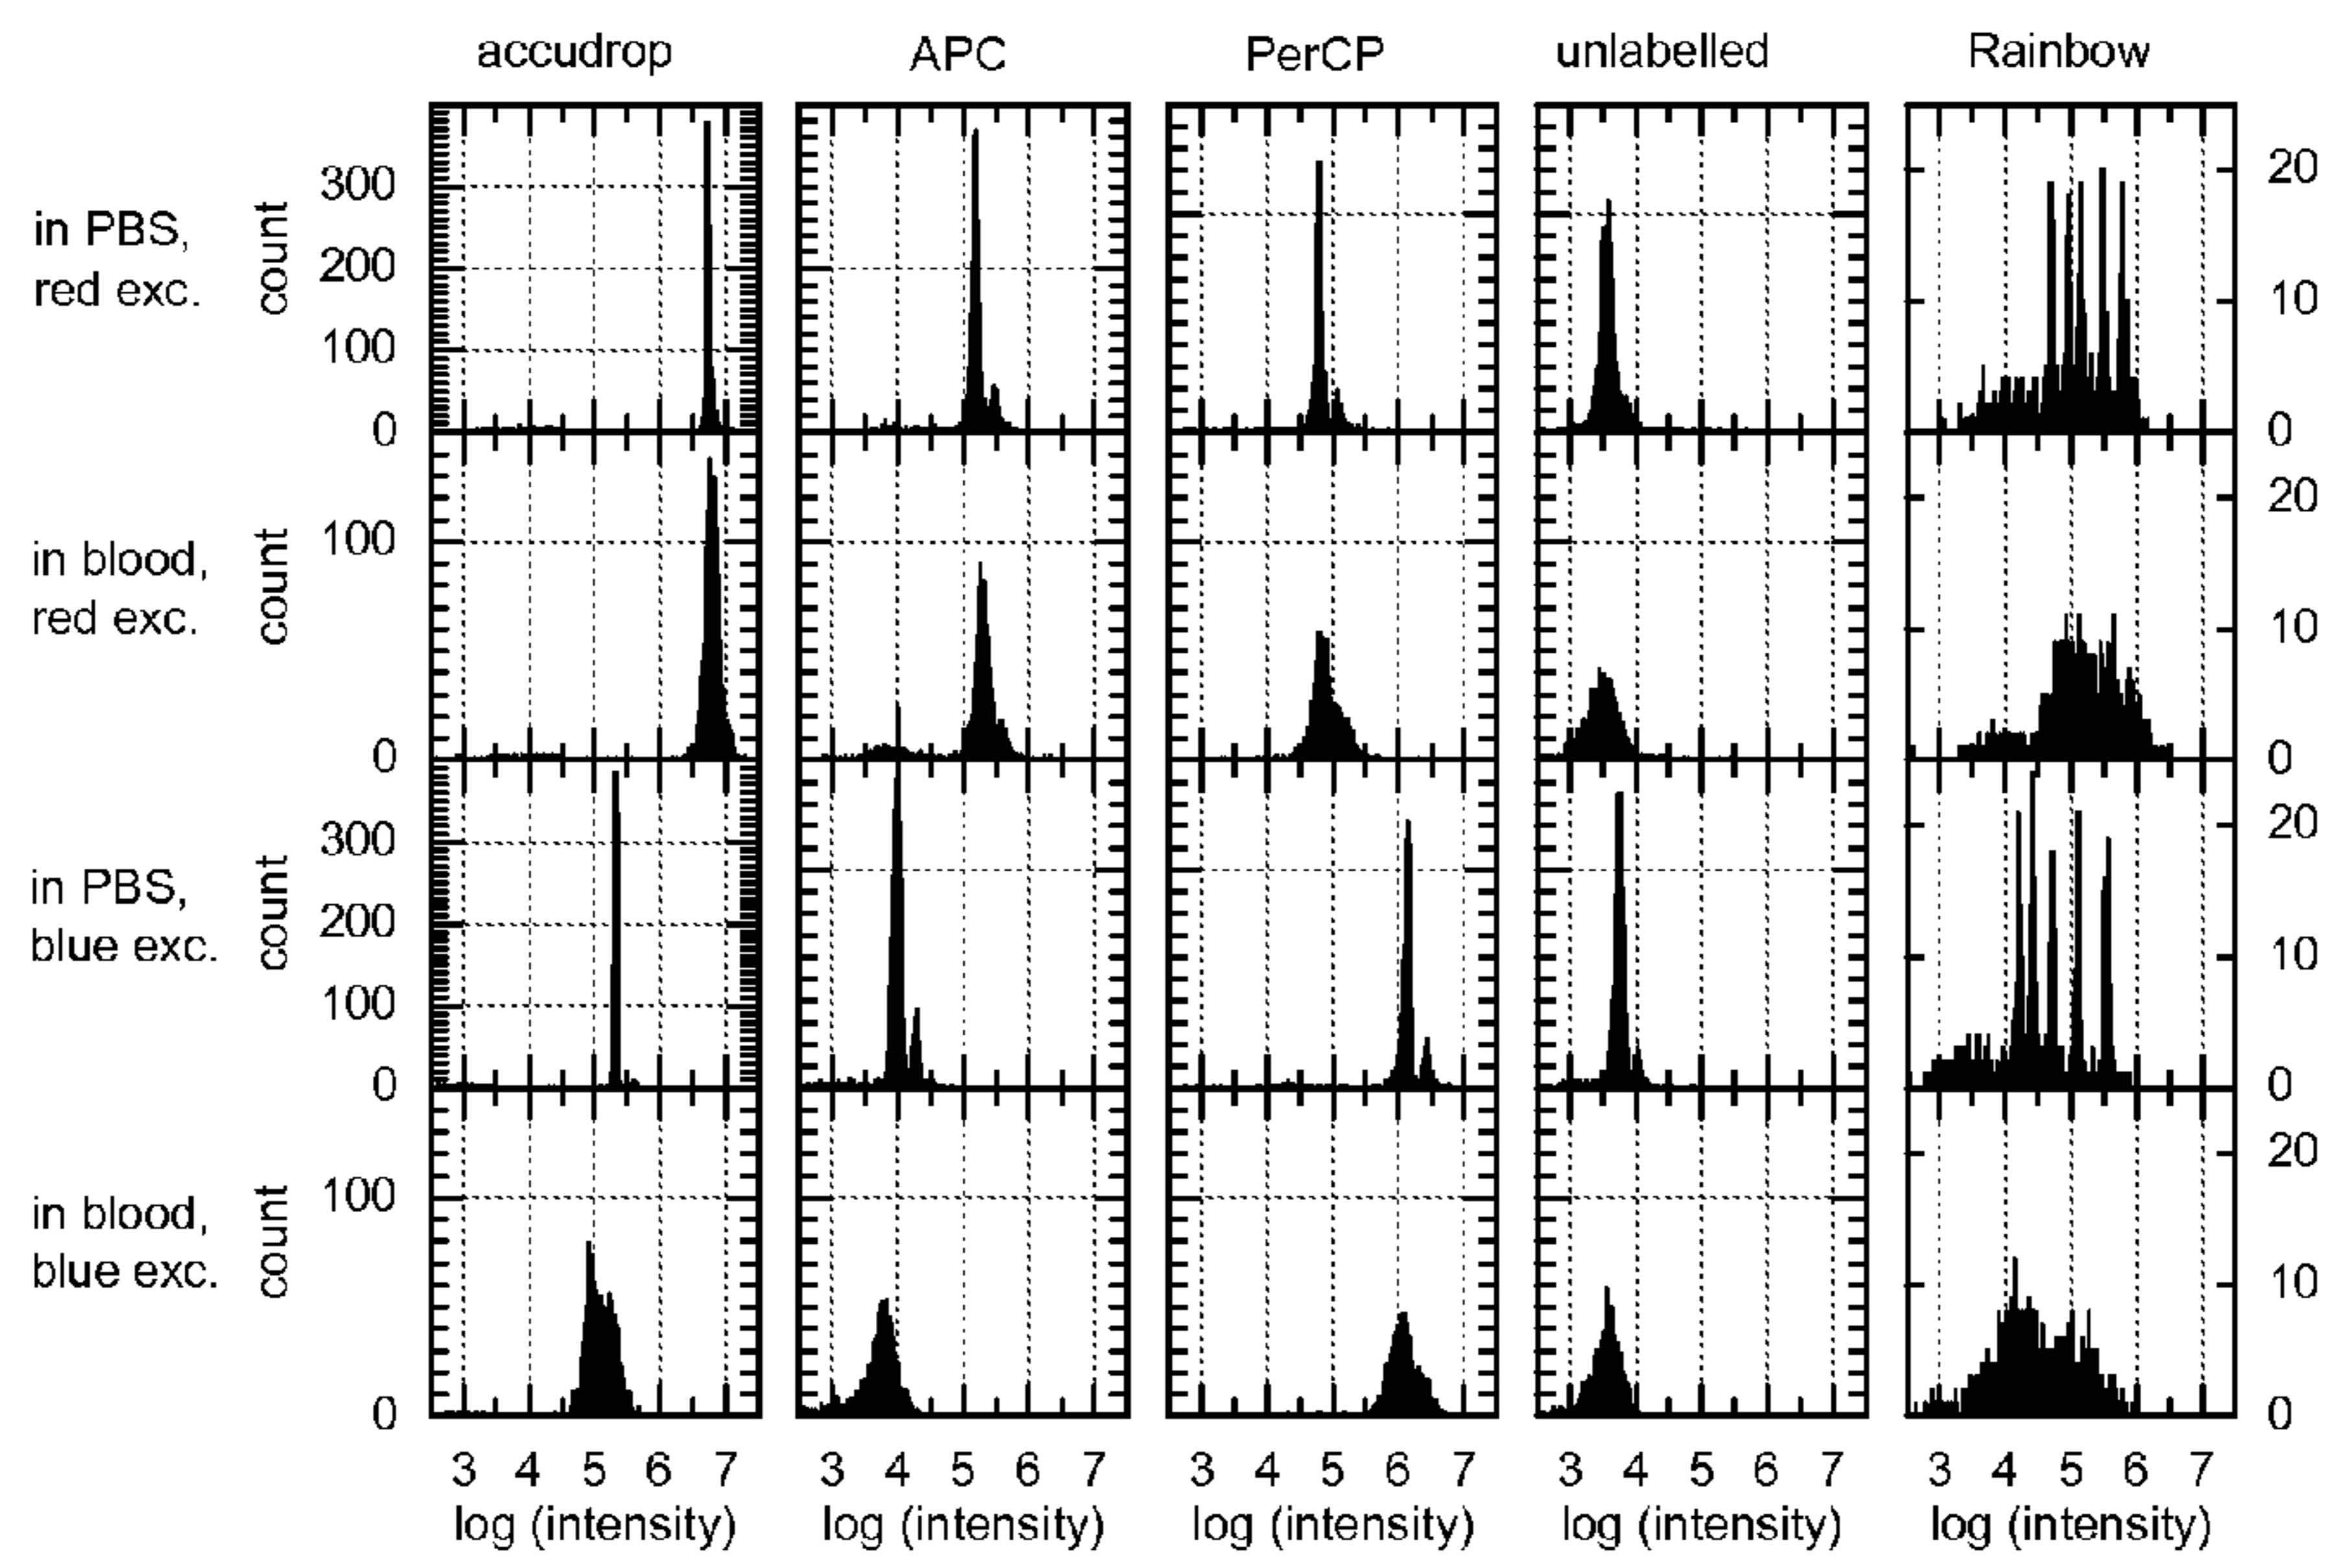 accudrop APC PerCP unlabelled Rainbow
in PBS,
red exc.
count
300
200
100
0
20
10
0
in blood,
red exc.
count
100
0
20
10
0
in PBS,
blue exc.
count
300
200
100
0
20
10
0
in blood,
blue exc.
count
100
0
20
10
0
3 4 5 6 7 3 4 5 6 7 3 4 5 6 7 3 4 5 6 7 3 4 5 6 7
log (intensity) log (intensity) log (intensity) log (intensity) log (intensity)